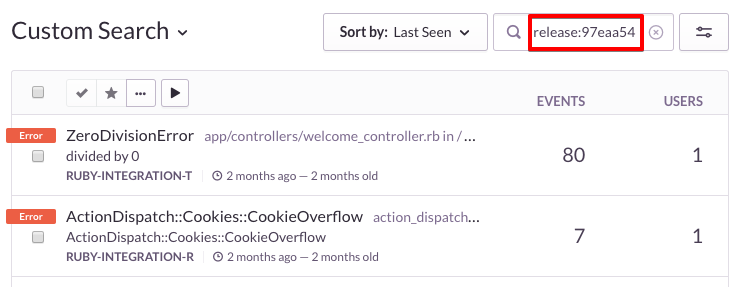 Custom Search
Sort by: Last Seen
release:97eaa54
EVENTS USERS
Error
ZeroDivisionError app/controllers/welcome_controller.rb in / ...
divided by 0
80 1
RUBY-INTEGRATION-T 2 months ago — 2 months old
Error
ActionDispatch::Cookies::CookieOverflow action_dispatch...
ActionDispatch::Cookies::CookieOverflow
7 1
RUBY-INTEGRATION-R 2 months ago — 2 months old